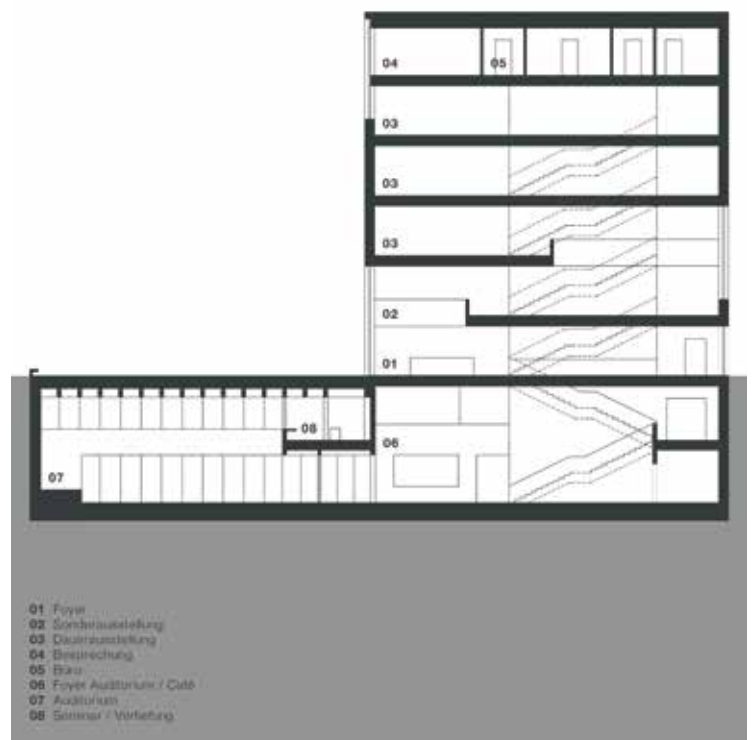 04
05
03
03
03
02
01
08
06
07
01 Foyer
02 Sonderausstellung
03 Dauerausstellung
04 Besprechung
05 Büro
06 Foyer Auditorium / Café
07 Auditorium
08 Seminar / Vertiefung